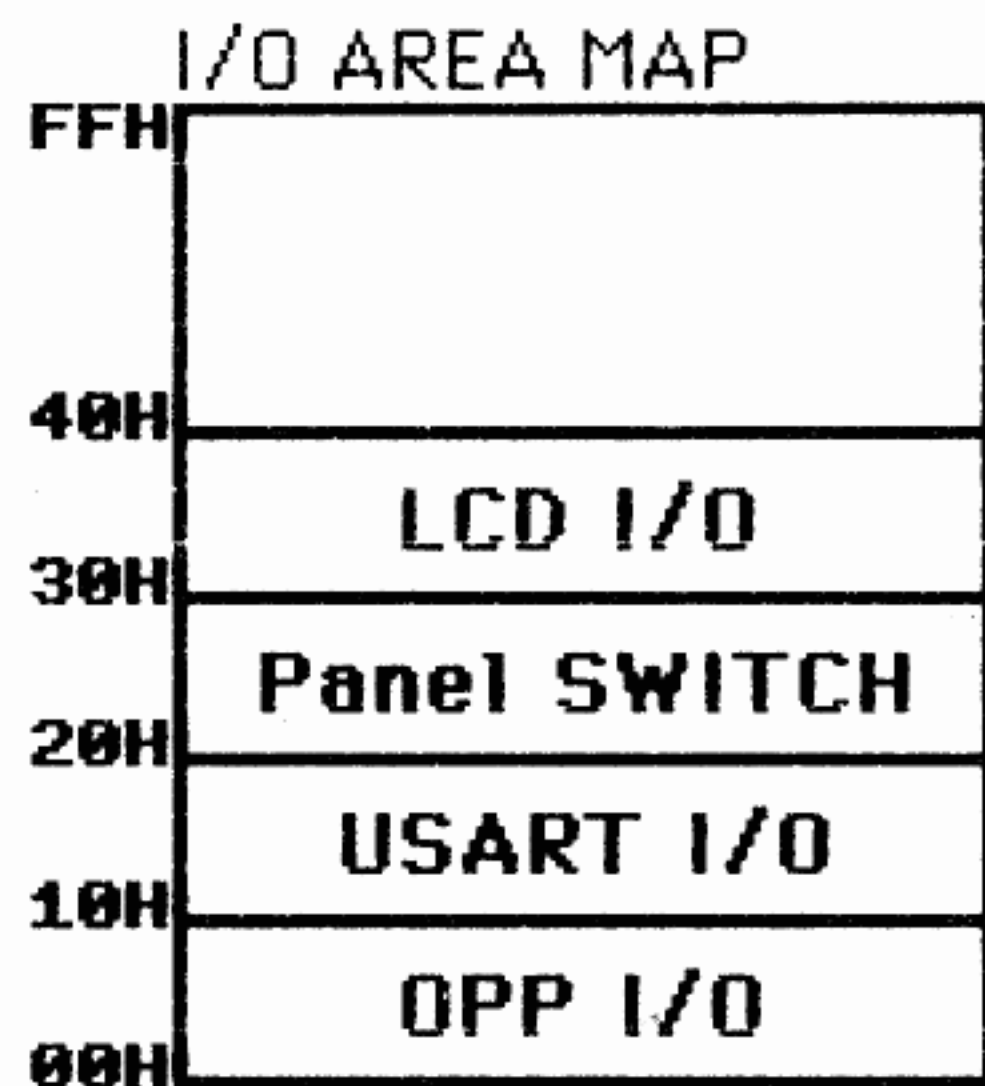 I/O AREA MAP
FFH
40H
LCD I/O
30H
Panel SWITCH
20H
USART I/O
10H
OPP I/O
00H